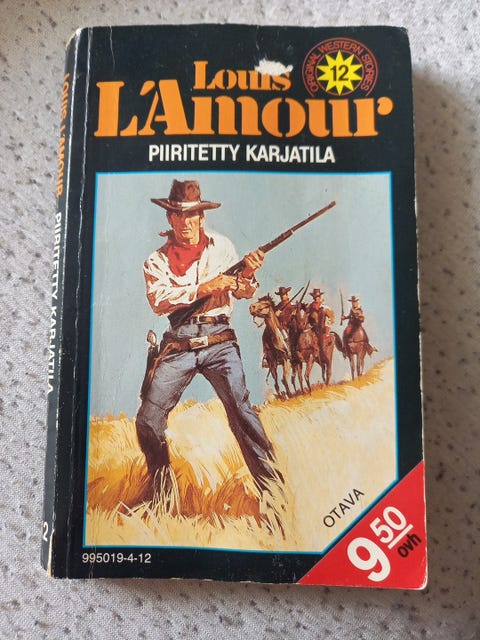 Louis
L'Amour
PIIRITETTY KARJATILA
ORIGINAL WESTERN STORIES
12
OTAVA
9 50
ovh
995019-4-12
LOUIS L'AMOUR PIIRITETTY KARJATILA
2